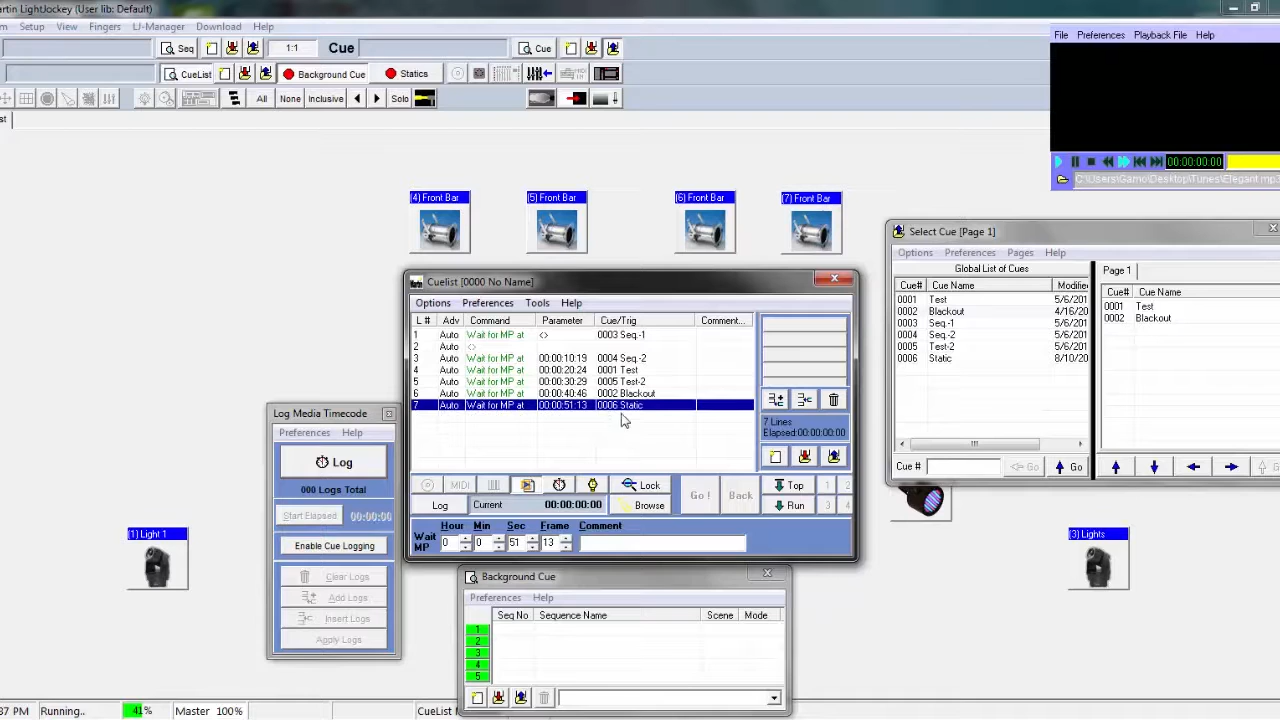 artin LightJockey (User lib: Default)
m Setup View Fingers LJ-Manager Download Help
Seq 1:1 Cue Cue
CueList Background Cue Statics
All None Inclusive Solo
File Preferences Playback File Help
00:00:00:00
C:\Users\Gamo\Desktop\Tunes\Elegant.mp3
(4) Front Bar (5) Front Bar (6) Front Bar (7) Front Bar
Select Cue [Page 1]
Options Preferences Pages Help
Global List of Cues
Cue# Cue Name Modifie
0001 Test 5/6/201
0002 Blackout 4/16/20
0003 Seq.-1 5/6/201
0004 Seq.-2 5/6/201
0005 Test-2 5/6/201
0006 Static 8/10/20
Page 1
Cue# Cue Name
0001 Test
0002 Blackout
Cue # Go Go G
Cuelist [0000 No Name]
Options Preferences Tools Help
L # Adv Command Parameter Cue/Trig Comment...
1 Auto Wait for MP at <> 0003 Seq.-1
2 Auto <>
3 Auto Wait for MP at 00:00:10:19 0004 Seq.-2
4 Auto Wait for MP at 00:00:20:24 0001 Test
5 Auto Wait for MP at 00:00:30:29 0005 Test-2
6 Auto Wait for MP at 00:00:40:46 0002 Blackout
7 Auto Wait for MP at 00:00:51:13 0006 Static
7 Lines
Elapsed:00:00:00:00
MIDI Lock Go ! Back Top 1 2
Log Current 00:00:00:00 Browse Run 3 4
Hour Min Sec Frame Comment
Wait MP 0 0 51 13
Log Media Timecode
Preferences Help
Log
000 Logs Total
Start Elapsed 00:00:00
Enable Cue Logging
Clear Logs
Add Logs
Insert Logs
Apply Logs
(1) Light 1
(3) Lights
Background Cue
Preferences Help
Seq No Sequence Name Scene Mode
1
2
3
4
5
37 PM Running.. 41% Master 100% CueList